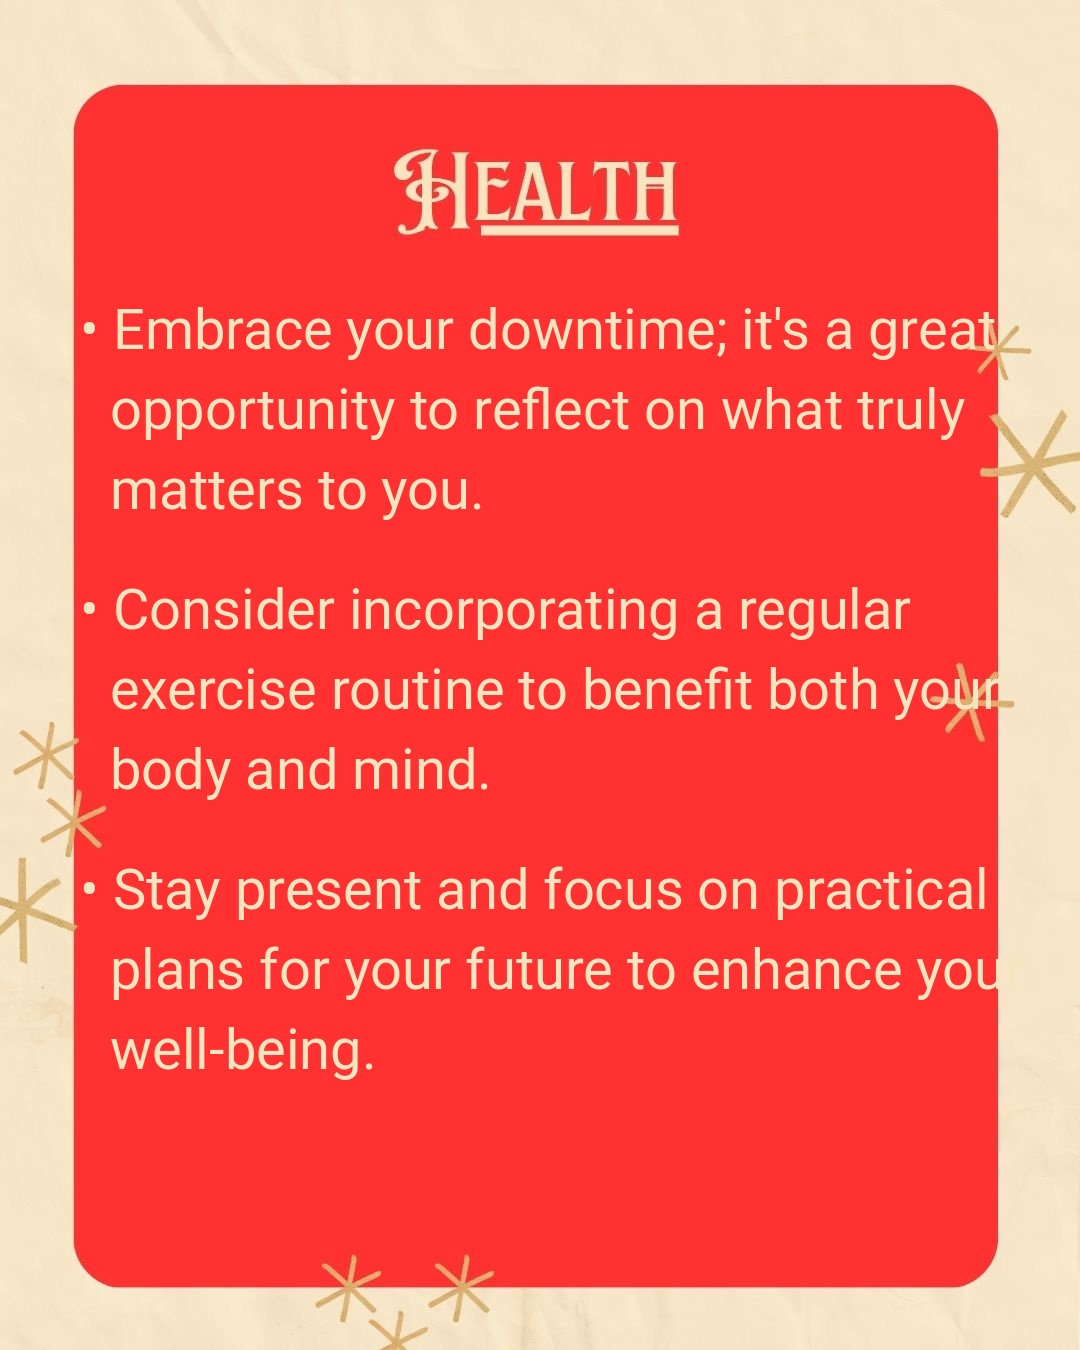 Health
• Embrace your downtime; it's a great
opportunity to reflect on what truly
matters to you.
• Consider incorporating a regular
exercise routine to benefit both your
body and mind.
• Stay present and focus on practical
plans for your future to enhance you
well-being.